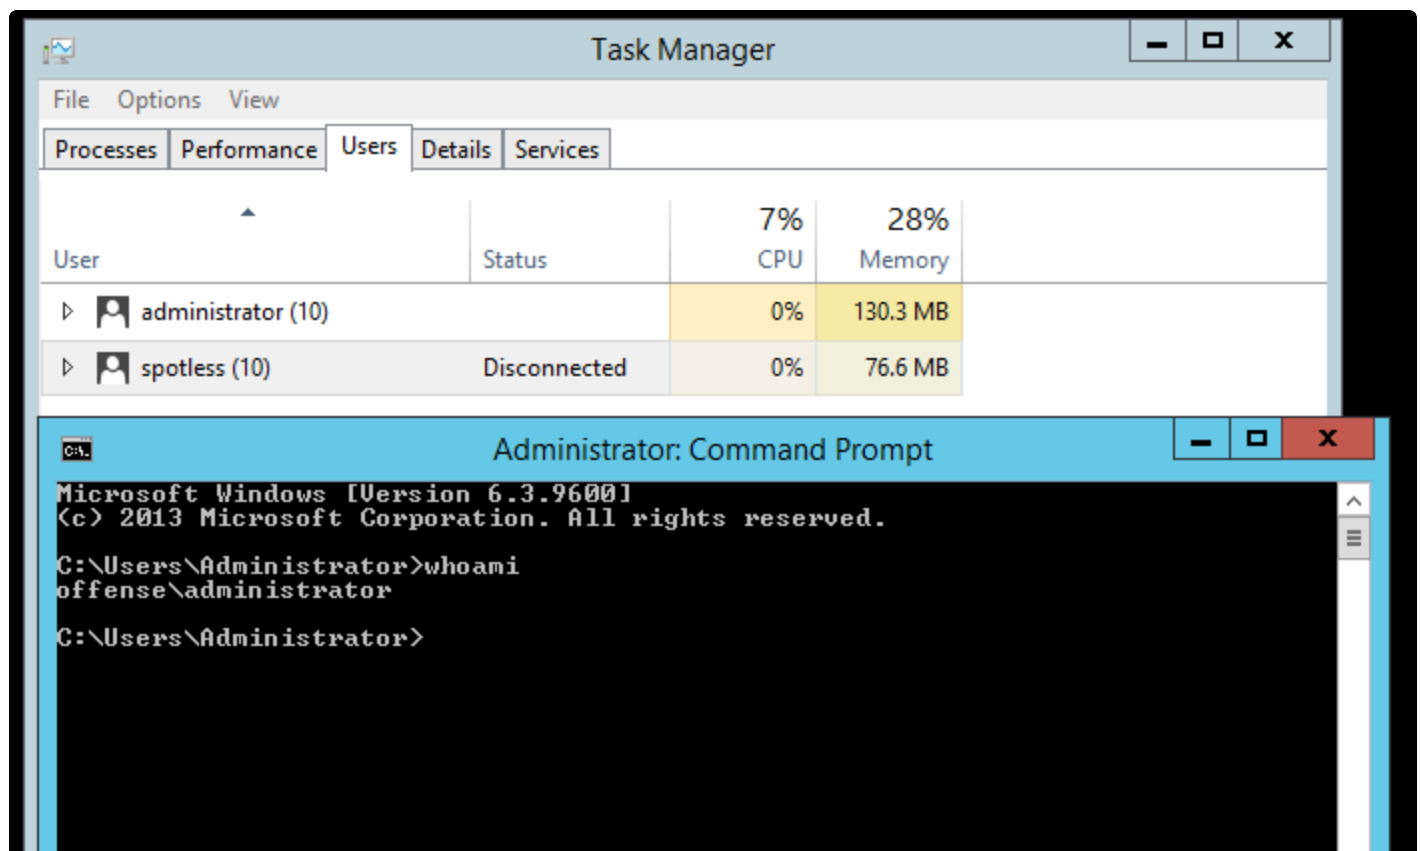 Task Manager
File Options View
Processes Performance Users Details Services
7% 28%
User Status CPU Memory
administrator (10) 0% 130.3 MB
spotless (10) Disconnected 0% 76.6 MB
C:\.
Administrator: Command Prompt
Microsoft Windows [Version 6.3.9600]
(c) 2013 Microsoft Corporation. All rights reserved.
C:\Users\Administrator>whoami
offense\administrator
C:\Users\Administrator>